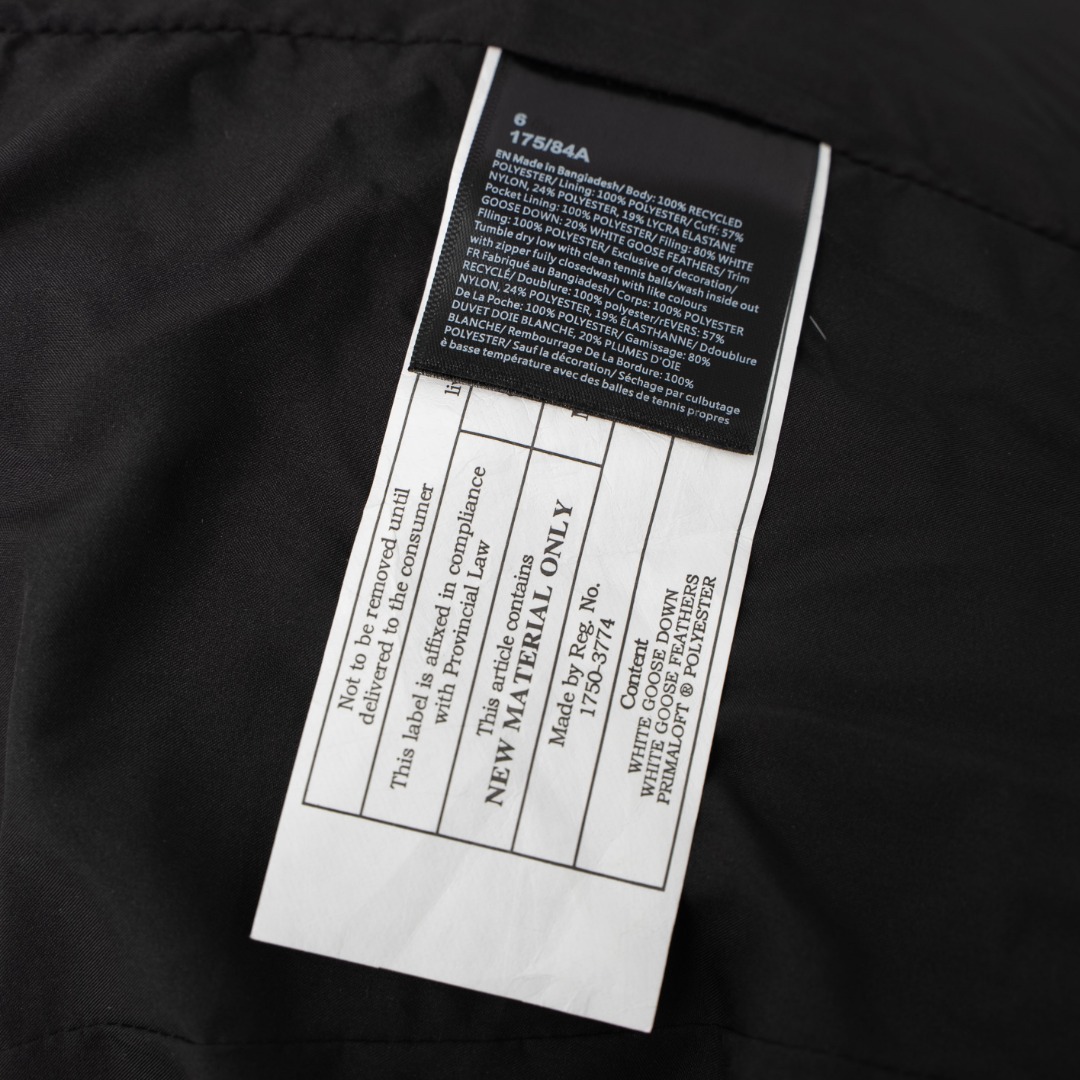 6
175/84A
EN Made in Bangladesh/ Body: 100% RECYCLED
POLYESTER/ Lining: 100% POLYESTER/ Cuff: 57%
NYLON, 24% POLYESTER, 19% LYCRA ELASTANE
Pocket Lining: 100% POLYESTER/ Filing: 80% WHITE
GOOSE DOWN: 20% WHITE GOOSE FEATHERS/ Trim
Flling: 100% POLYESTER/ Exclusive of decoration/
Tumble dry low with clean tennis balls/wash inside out
with zipper fully closedwash with like colours
FR Fabriqué au Bangladesh/ Corps: 100% POLYESTER
RECYCLÉ/ Doublure: 100% polyester/revers: 57%
NYLON, 24% POLYESTER, 19% ÉLASTHANNE/ Ddoublure
De La Poche: 100% POLYESTER/ Gamissage: 80%
DUVET DOIE BLANCHE, 20% PLUMES D'OIE
BLANCHE/ Rembourrage De La Bordure: 100%
POLYESTER/ Sauf la décoration/ Séchage par culbutage
è basse température avec des balles de tennis propres
Not to be removed until
delivered to the consumer
This label is affixed in compliance
with Provincial Law
This article contains
NEW MATERIAL ONLY
Made by Reg. No.
1750-3774
Content
WHITE GOOSE DOWN
WHITE GOOSE FEATHERS
PRIMALOFT ® POLYESTER